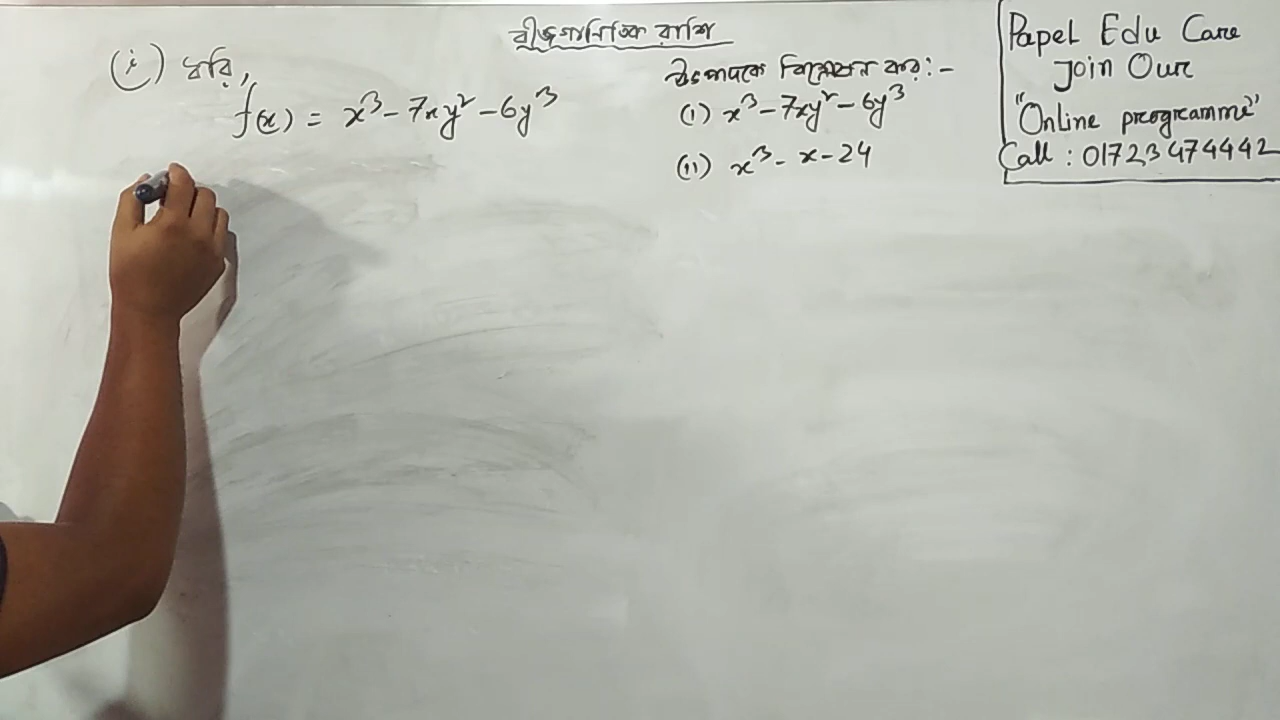 বীজগাণিতিক রাশি
(i) ধরি,
f(x) = x³ - 7xy² - 6y³
উৎপাদকে বিশ্লেষণ কর:-
(i) x³ - 7xy² - 6y³
(ii) x³ - x - 24
Papel Edu Care
Join Our
"Online programme"
Call : 01723474442